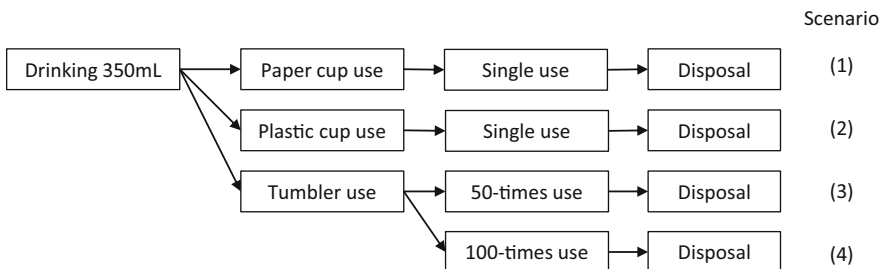 Scenario
Drinking 350mL Paper cup use Single use Disposal (1)
Plastic cup use Single use Disposal (2)
Tumbler use 50-times use Disposal (3)
100-times use Disposal (4)